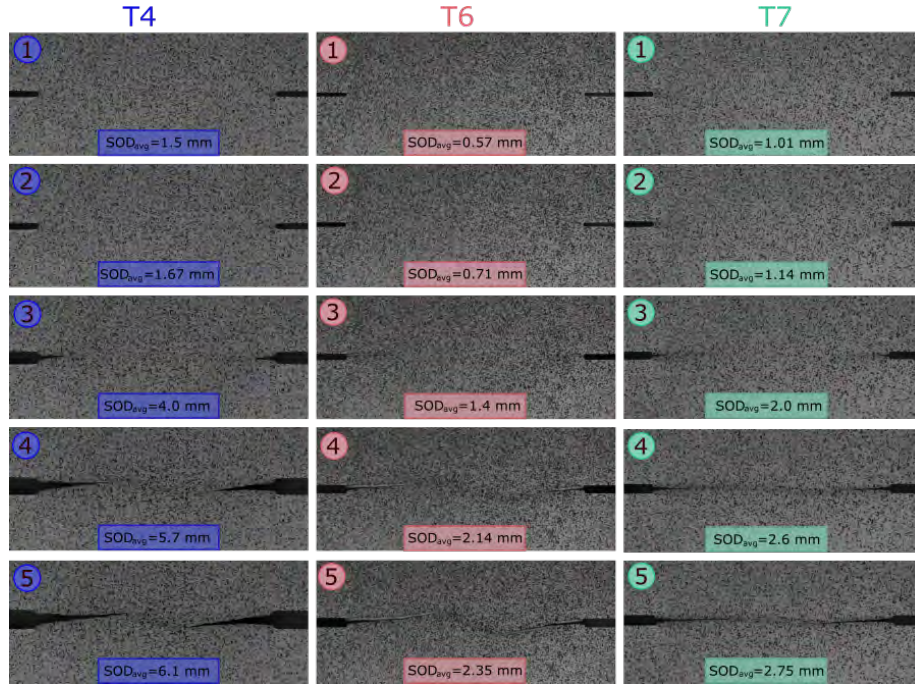 T4 T6 T7
1 1 1
SODavg=1.5 mm SODavg=0.57 mm SODavg=1.01 mm
2 2 2
SODavg=1.67 mm SODavg=0.71 mm SODavg=1.14 mm
3 3 3
SODavg=4.0 mm SODavg=1.4 mm SODavg=2.0 mm
4 4 4
SODavg=5.7 mm SODavg=2.14 mm SODavg=2.6 mm
5 5 5
SODavg=6.1 mm SODavg=2.35 mm SODavg=2.75 mm